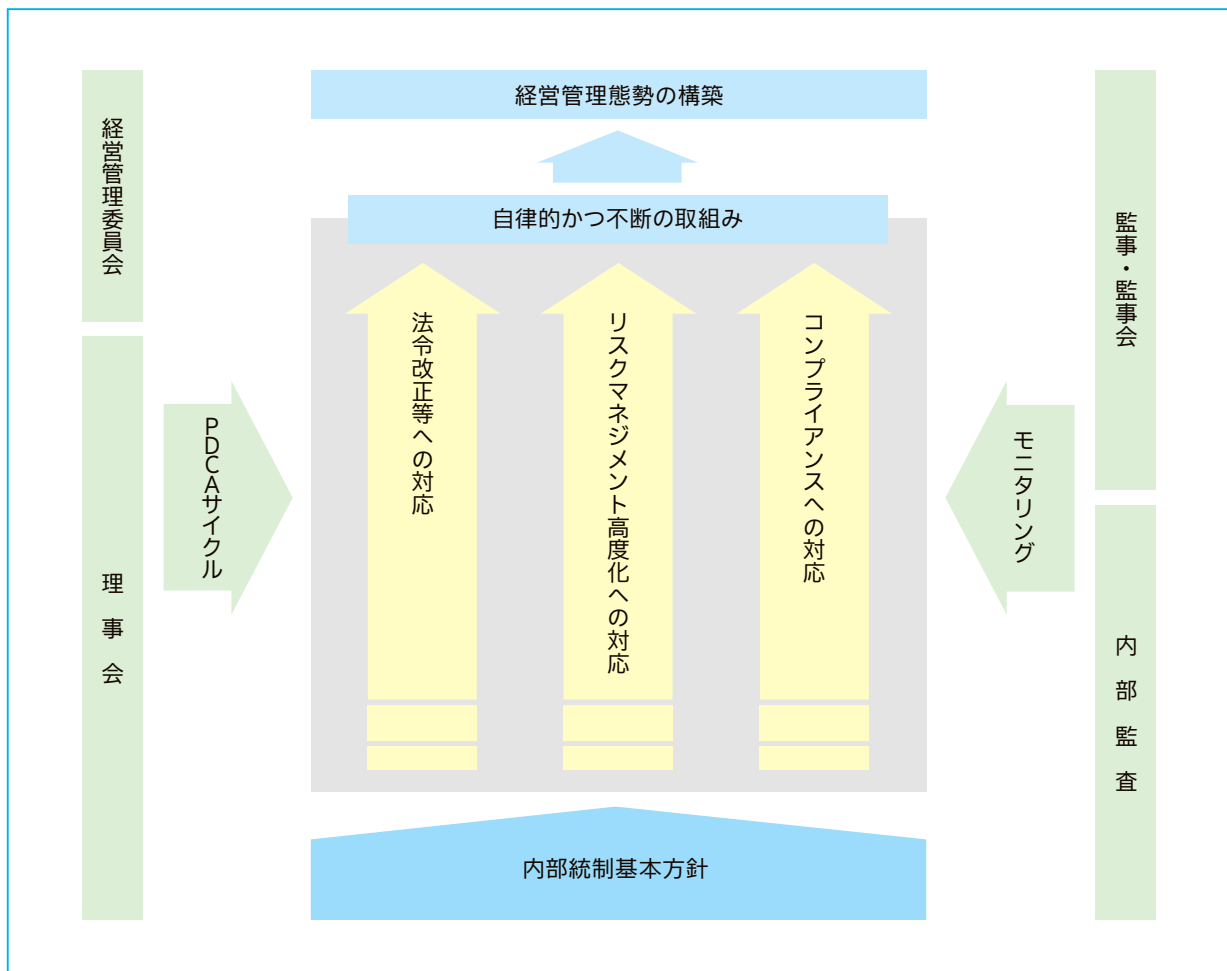 経営管理態勢の構築
自律的かつ不断の取組み
経営管理委員会
理事会
PDCAサイクル
法令改正等への対応
リスクマネジメント高度化への対応
コンプライアンスへの対応
モニタリング
監事・監事会
内部監査
内部統制基本方針